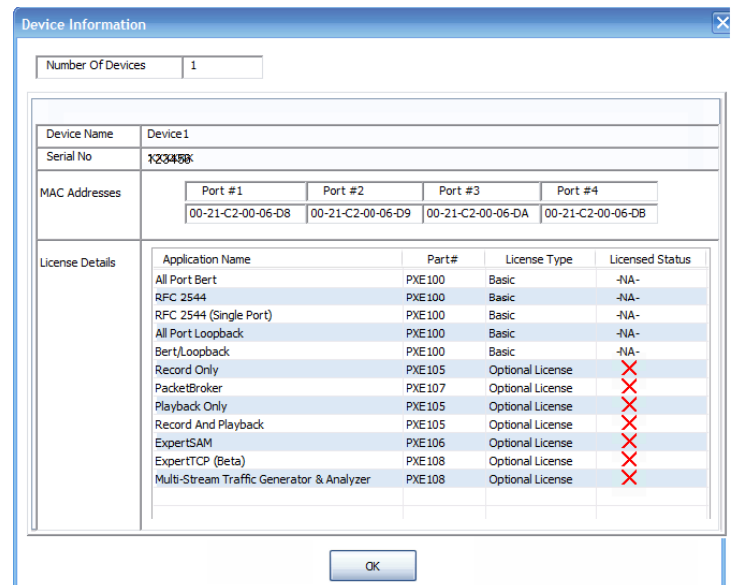 Device Information
Number Of Devices 1
Device Name Device1
Serial No
MAC Addresses
Port #1 Port #2 Port #3 Port #4
00-21-C2-00-06-D8 00-21-C2-00-06-D9 00-21-C2-00-06-DA 00-21-C2-00-06-DB
License Details
Application Name Part# License Type Licensed Status
All Port Bert PXE100 Basic -NA-
RFC 2544 PXE100 Basic -NA-
RFC 2544 (Single Port) PXE100 Basic -NA-
All Port Loopback PXE100 Basic -NA-
Bert/Loopback PXE100 Basic -NA-
Record Only PXE105 Optional License
PacketBroker PXE107 Optional License
Playback Only PXE105 Optional License
Record And Playback PXE105 Optional License
ExpertSAM PXE106 Optional License
ExpertTCP (Beta) PXE108 Optional License
Multi-Stream Traffic Generator & Analyzer PXE108 Optional License
OK